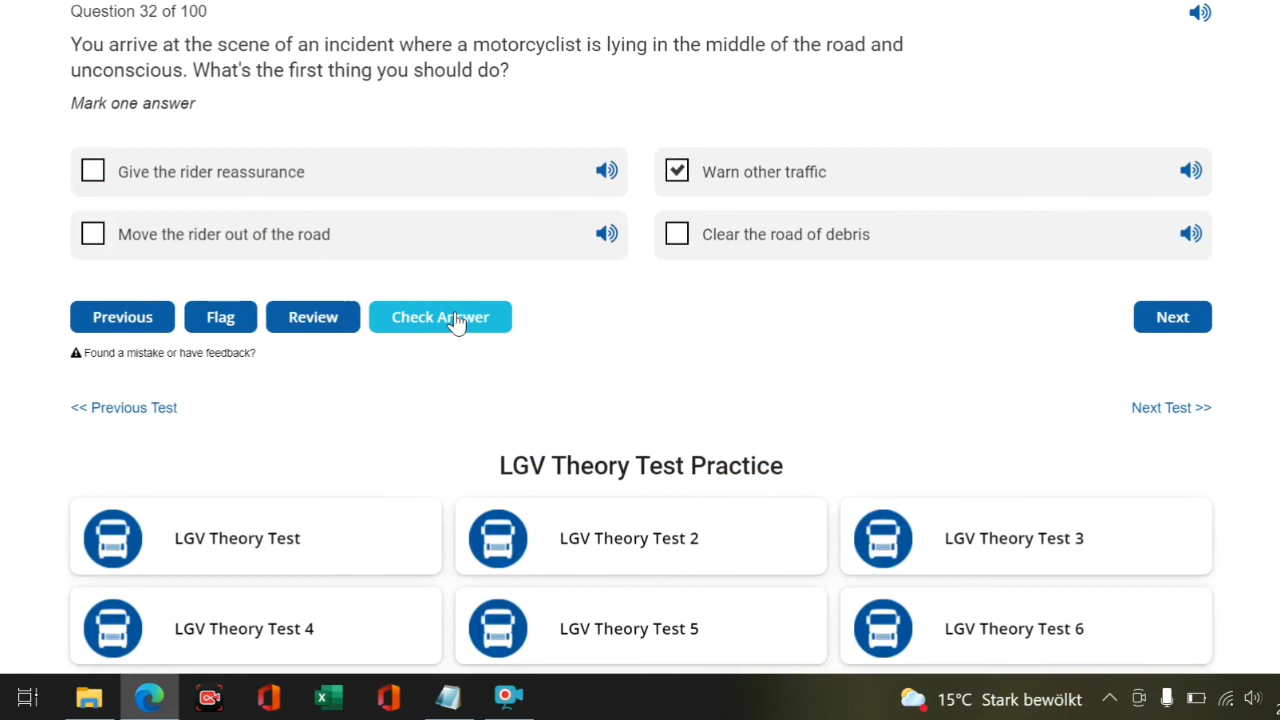 Question 32 of 100
You arrive at the scene of an incident where a motorcyclist is lying in the middle of the road and
unconscious. What's the first thing you should do?
Mark one answer
Give the rider reassurance
Warn other traffic
Move the rider out of the road
Clear the road of debris
Previous
Flag
Review
Check Answer
Next
Found a mistake or have feedback?
<< Previous Test
Next Test >>
LGV Theory Test Practice
LGV Theory Test
LGV Theory Test 2
LGV Theory Test 3
LGV Theory Test 4
LGV Theory Test 5
LGV Theory Test 6
15°C Stark bewölkt